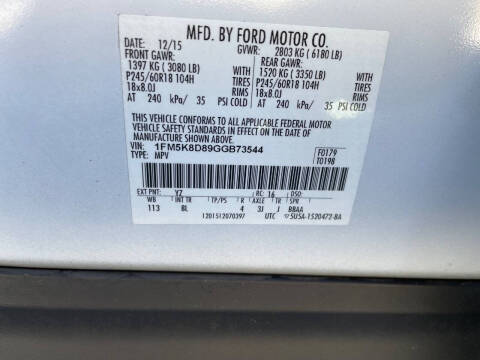 MFD. BY FORD MOTOR CO.
DATE: 12/15 GVWR: 2803 KG ( 6180 LB)
FRONT GAWR: REAR GAWR:
1397 KG ( 3080 LB) 1520 KG ( 3350 LB)
P245/60R18 104H TIRES P245/60R18 104H TIRES
18x8.0J RIMS 18x8.0J RIMS
AT 240 kPa/ 35 PSI COLD AT 240 kPa/ 35 PSI COLD
THIS VEHICLE CONFORMS TO ALL APPLICABLE FEDERAL MOTOR
VEHICLE SAFETY STANDARDS IN EFFECT ON THE DATE OF
MANUFACTURE SHOWN ABOVE.
VIN: 1FM5K8D89GGB73544 F0179
TYPE: MPV T0198
EXT PNT: YZ RC: 16 DSO:
WB INT TR TP/PS R AXLE TR SPR
113 BL 4 3J J BBAA
1201512070397 UTC 5U5A-1520472-BA